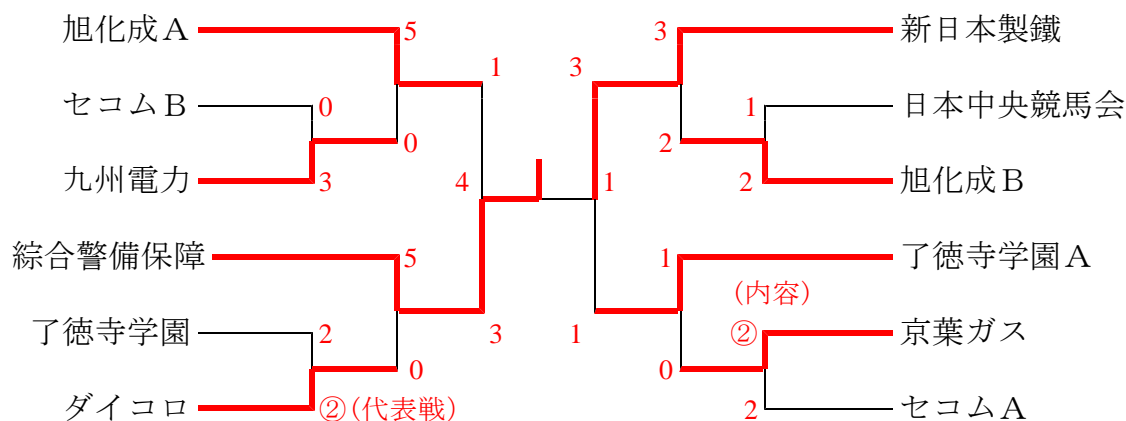 旭化成A 5 3 新日本製鐵
1 3
セコムB 0 1 日本中央競馬会
0 2
九州電力 3 4 1 2 旭化成B
綜合警備保障 5 1 了徳寺学園A
(内容)
了徳寺学園 2 3 1 ② 京葉ガス
0 0
ダイコロ ②(代表戦) 2 セコムA